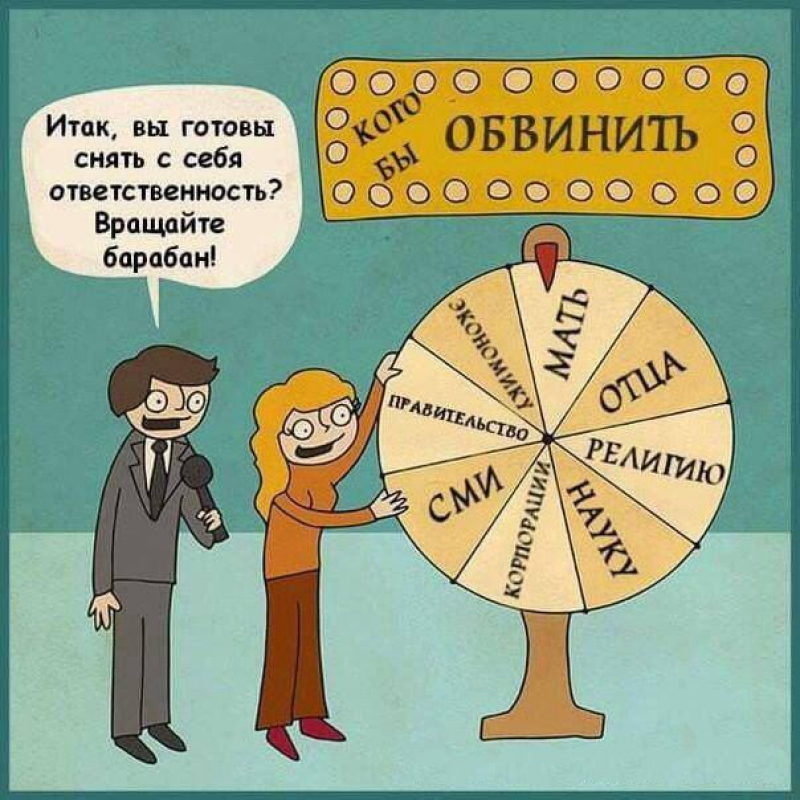 Итак, вы готовы
снять с себя
ответственность?
Вращайте
барабан!
КОГО
БЫ
ОБВИНИТЬ
МАТЬ
ОТЦА
РЕЛИГИЮ
НАУКУ
КОРПОРАЦИИ
СМИ
ПРАВИТЕЛЬСТВО
ЭКОНОМИКУ